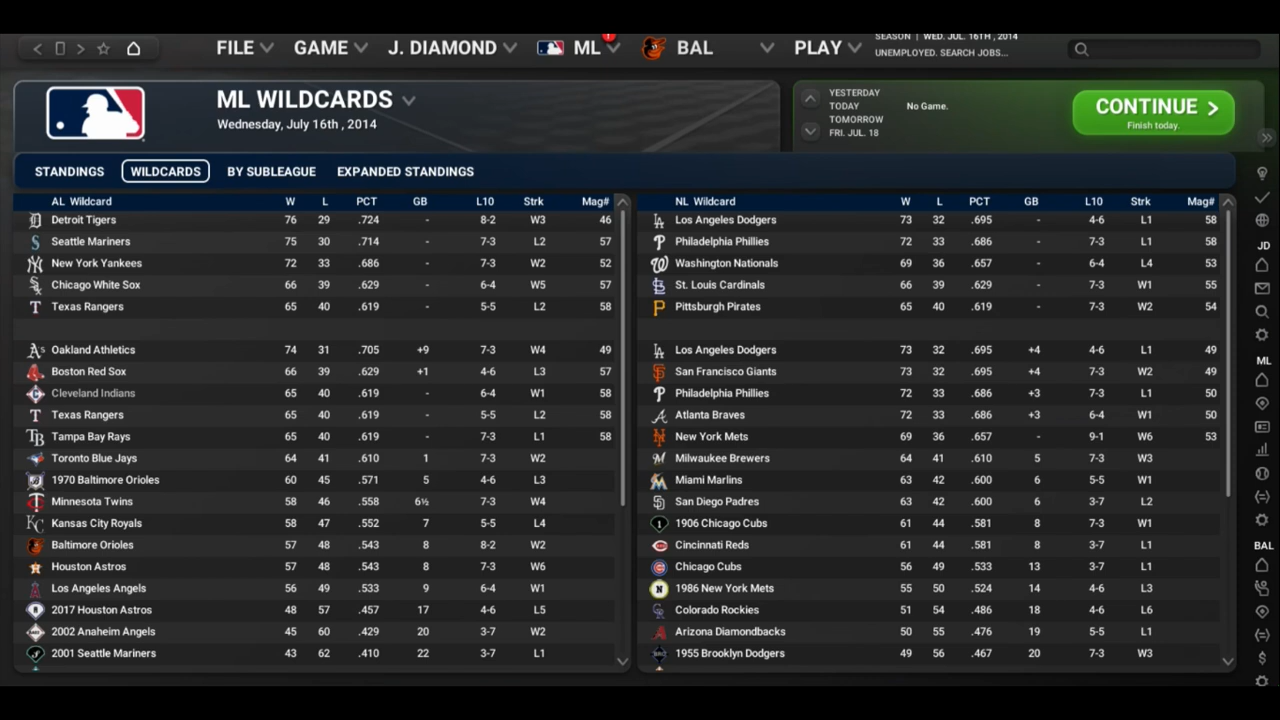 FILE GAME J. DIAMOND ML BAL PLAY
SEASON | WED. JUL. 16TH , 2014
UNEMPLOYED. SEARCH JOBS...
ML WILDCARDS
Wednesday, July 16th , 2014
YESTERDAY
TODAY No Game.
TOMORROW
FRI. JUL. 18
CONTINUE >
Finish today.
STANDINGS WILDCARDS BY SUBLEAGUE EXPANDED STANDINGS
AL Wildcard W L PCT GB L10 Strk Mag#
Detroit Tigers 76 29 .724 - 8-2 W3 46
Seattle Mariners 75 30 .714 - 7-3 L2 57
New York Yankees 72 33 .686 - 7-3 W2 52
Chicago White Sox 66 39 .629 - 6-4 W5 57
Texas Rangers 65 40 .619 - 5-5 L2 58
Oakland Athletics 74 31 .705 +9 7-3 W4 49
Boston Red Sox 66 39 .629 +1 4-6 L3 57
Cleveland Indians 65 40 .619 - 6-4 W1 58
Texas Rangers 65 40 .619 - 5-5 L2 58
Tampa Bay Rays 65 40 .619 - 7-3 L1 58
Toronto Blue Jays 64 41 .610 1 7-3 W2
1970 Baltimore Orioles 60 45 .571 5 4-6 L3
Minnesota Twins 58 46 .558 6½ 7-3 W4
Kansas City Royals 58 47 .552 7 5-5 L4
Baltimore Orioles 57 48 .543 8 8-2 W2
Houston Astros 57 48 .543 8 7-3 W6
Los Angeles Angels 56 49 .533 9 6-4 W1
2017 Houston Astros 48 57 .457 17 4-6 L5
2002 Anaheim Angels 45 60 .429 20 3-7 W2
2001 Seattle Mariners 43 62 .410 22 3-7 L1
NL Wildcard W L PCT GB L10 Strk Mag#
Los Angeles Dodgers 73 32 .695 - 4-6 L1 58
Philadelphia Phillies 72 33 .686 - 7-3 L1 58
Washington Nationals 69 36 .657 - 6-4 L4 53
St. Louis Cardinals 66 39 .629 - 7-3 W1 55
Pittsburgh Pirates 65 40 .619 - 7-3 W2 54
Los Angeles Dodgers 73 32 .695 +4 4-6 L1 49
San Francisco Giants 73 32 .695 +4 7-3 W2 49
Philadelphia Phillies 72 33 .686 +3 7-3 L1 50
Atlanta Braves 72 33 .686 +3 6-4 W1 50
New York Mets 69 36 .657 - 9-1 W6 53
Milwaukee Brewers 64 41 .610 5 7-3 W3
Miami Marlins 63 42 .600 6 5-5 W1
San Diego Padres 63 42 .600 6 3-7 L2
1906 Chicago Cubs 61 44 .581 8 7-3 W1
Cincinnati Reds 61 44 .581 8 3-7 L1
Chicago Cubs 56 49 .533 13 3-7 L1
1986 New York Mets 55 50 .524 14 4-6 L3
Colorado Rockies 51 54 .486 18 4-6 L6
Arizona Diamondbacks 50 55 .476 19 5-5 L1
1955 Brooklyn Dodgers 49 56 .467 20 7-3 W3
JD
ML
BAL